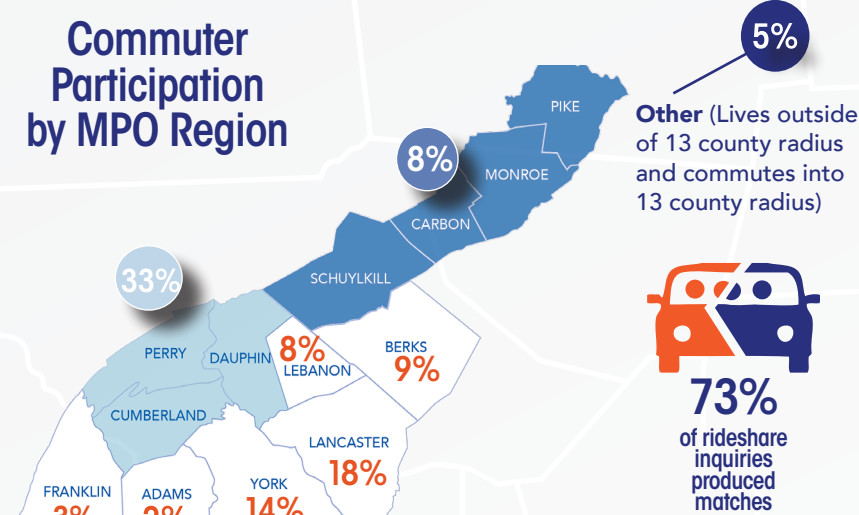 Commuter
Participation
by MPO Region
5%
Other (Lives outside
of 13 county radius
and commutes into
13 county radius)
PIKE
8%
MONROE
CARBON
SCHUYLKILL
33%
PERRY
DAUPHIN
8%
LEBANON
BERKS
9%
CUMBERLAND
LANCASTER
18%
YORK
14%
FRANKLIN
3%
ADAMS
73%
of rideshare
inquiries
produced
matches